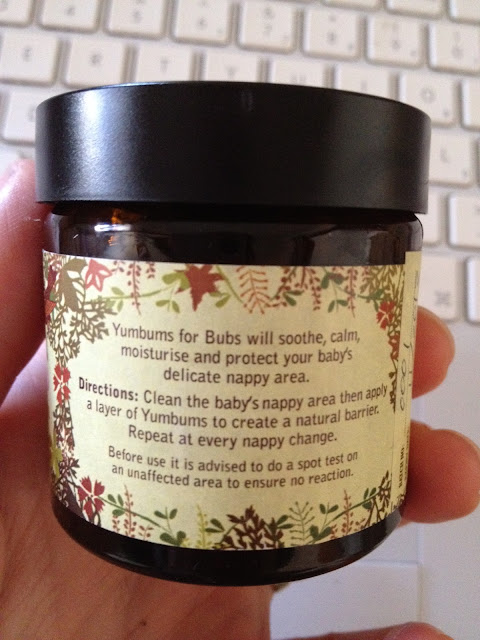 Yumbums for Bubs will soothe, calm,
moisturise and protect your baby's
delicate nappy area.
Directions: Clean the baby's nappy area then apply
a layer of Yumbums to create a natural barrier.
Repeat at every nappy change.
Before use it is advised to do a spot test on
an unaffected area to ensure no reaction.
BATCH NO.